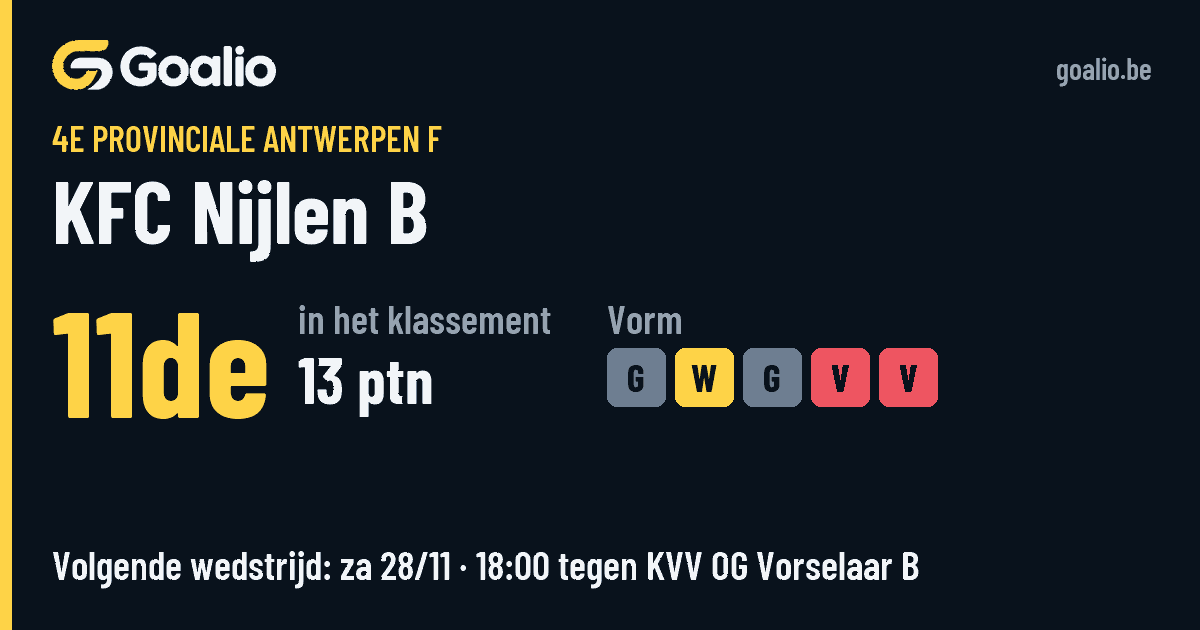 Goalio
goalio.be
4E PROVINCIALE ANTWERPEN F
KFC Nijlen B
11de
in het klassement
13 ptn
Vorm
G W G V V
Volgende wedstrijd: za 28/11 · 18:00 tegen KVV OG Vorselaar B